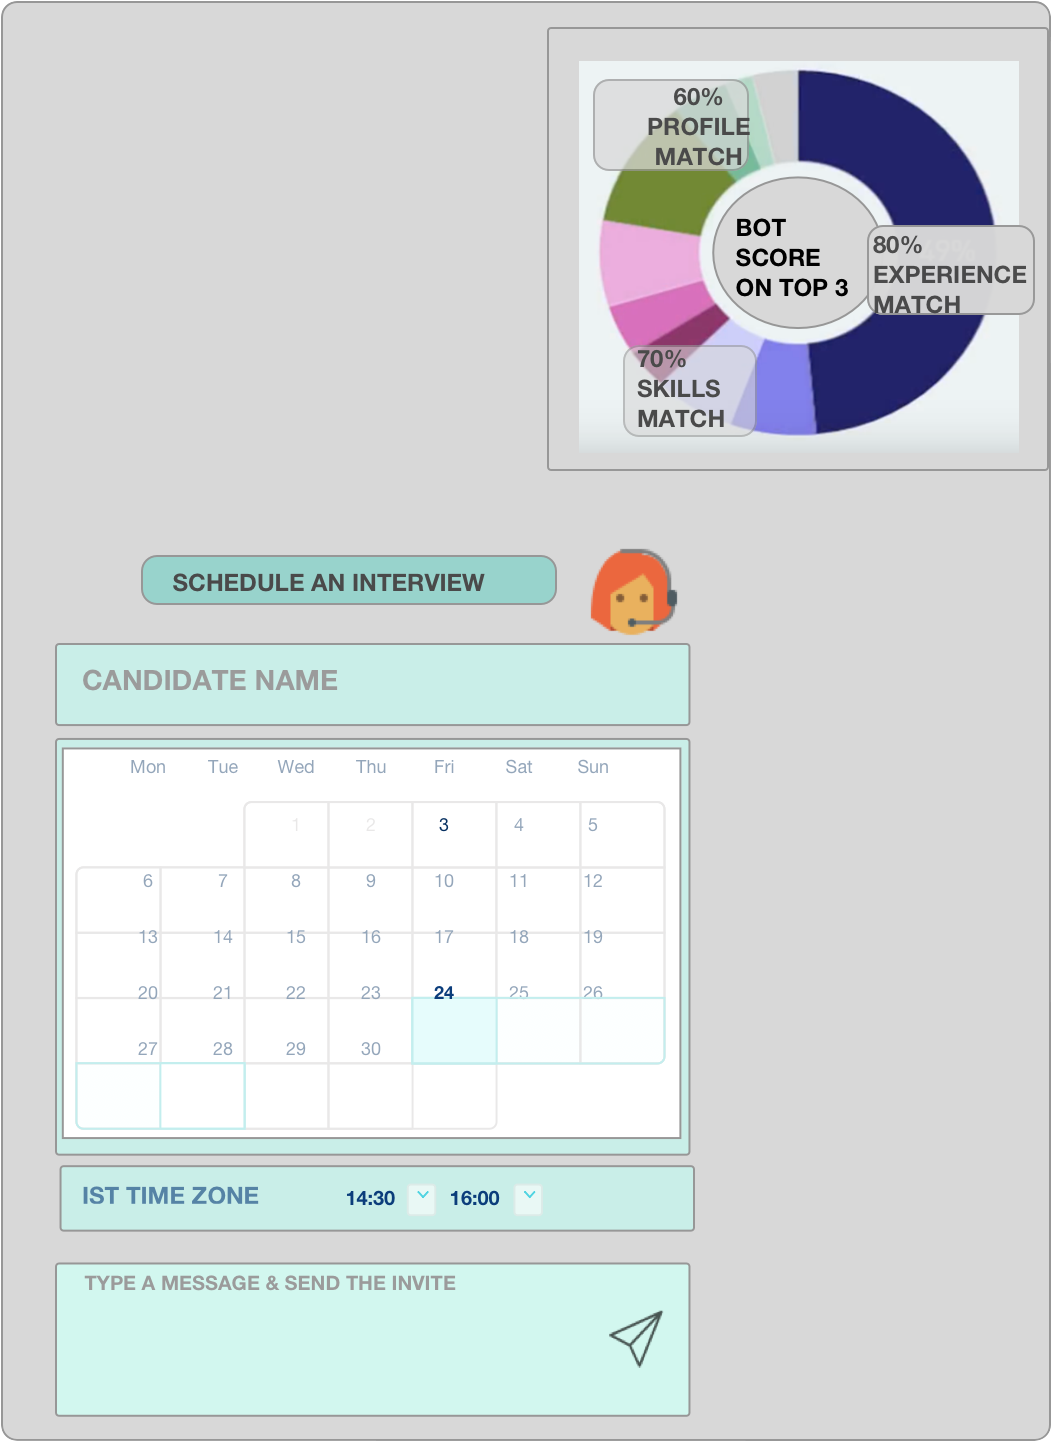 60%
PROFILE
MATCH
BOT
SCORE
ON TOP 3
49%
80%
EXPERIENCE
MATCH
70%
SKILLS
MATCH
SCHEDULE AN INTERVIEW
CANDIDATE NAME
Mon Tue Wed Thu Fri Sat Sun
1 2 3 4 5
6 7 8 9 10 11 12
13 14 15 16 17 18 19
20 21 22 23 24 25 26
27 28 29 30
IST TIME ZONE 14:30 16:00
TYPE A MESSAGE & SEND THE INVITE